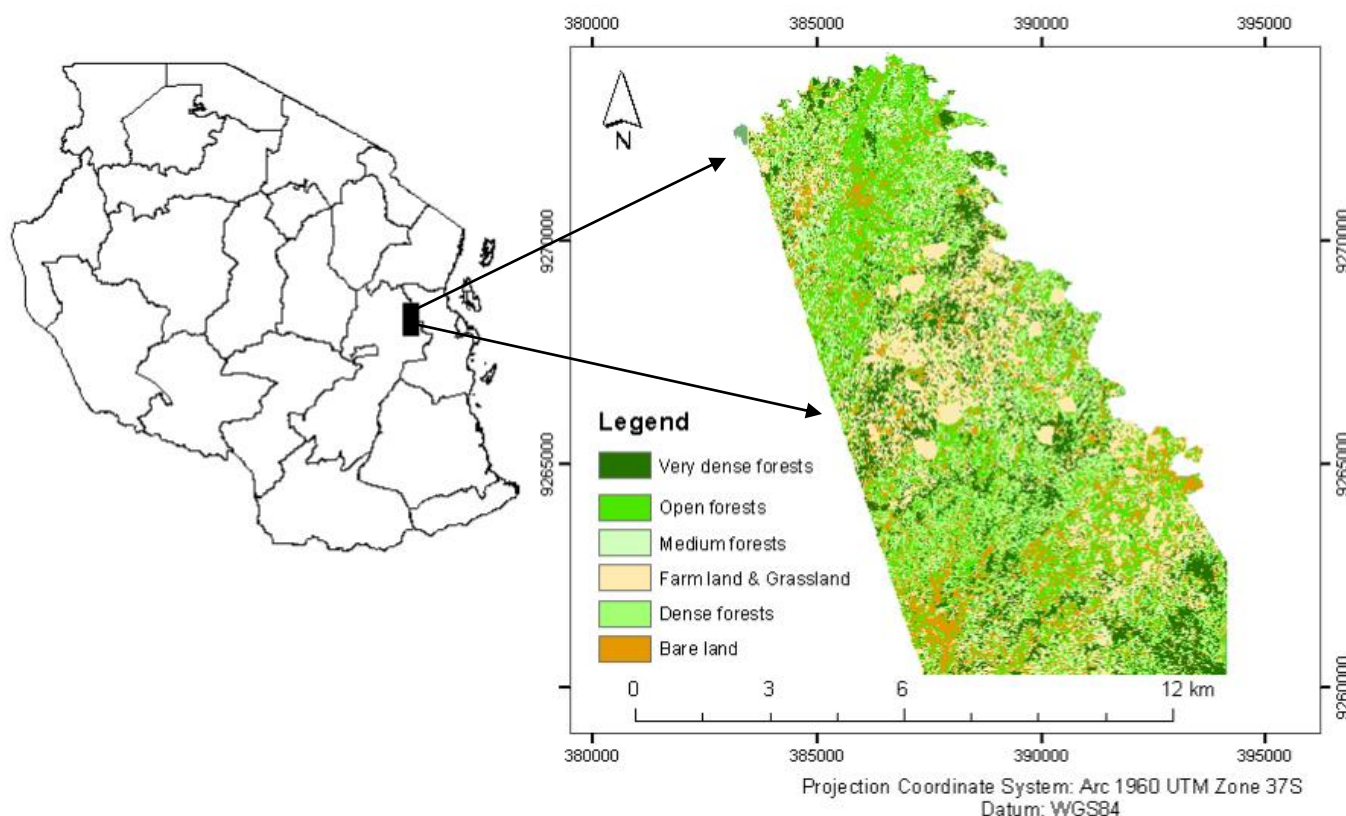 380000 385000 390000 395000
N
9270000 9270000
9265000 9265000
9260000
Legend
Very dense forests
Open forests
Medium forests
Farm land & Grassland
Dense forests
Bare land
0 3 6 12 km
380000 385000 390000 395000
Projection Coordinate System: Arc 1960 UTM Zone 37S
Datum: WGS84